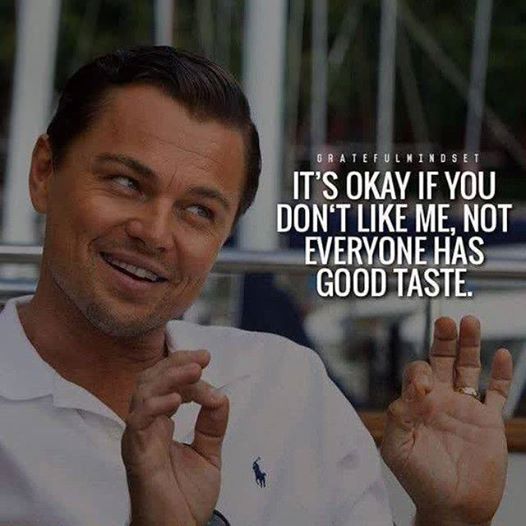 GRATEFULMINDSET
IT'S OKAY IF YOU
DON'T LIKE ME, NOT
EVERYONE HAS
GOOD TASTE.